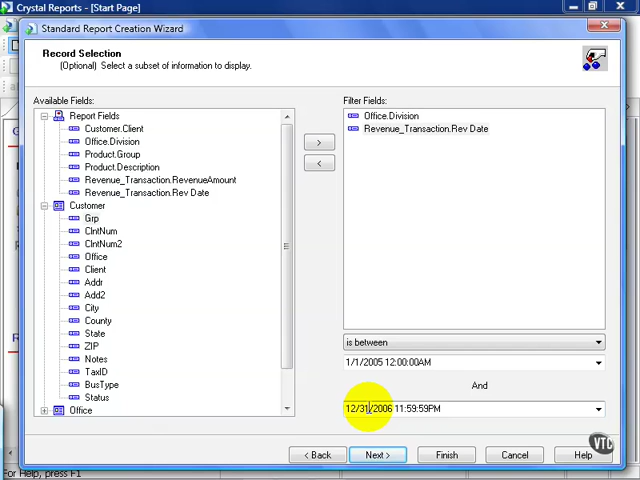 Crystal Reports - [Start Page]
Standard Report Creation Wizard
Record Selection
(Optional) Select a subset of information to display.
Available Fields:
Filter Fields:
Report Fields
Customer.Client
Office.Division
Product.Group
Product.Description
Revenue_Transaction.RevenueAmount
Revenue_Transaction.Rev Date
Customer
Grp
ClntNum
ClntNum2
Office
Client
Addr
Add2
City
County
State
ZIP
Notes
TaxID
BusType
Status
Office
>
<
Office.Division
Revenue_Transaction.Rev Date
is between
1/1/2005 12:00:00AM
And
12/31/2006 11:59:59PM
< Back
Next >
Finish
Cancel
Help
VTC
For Help, press F1